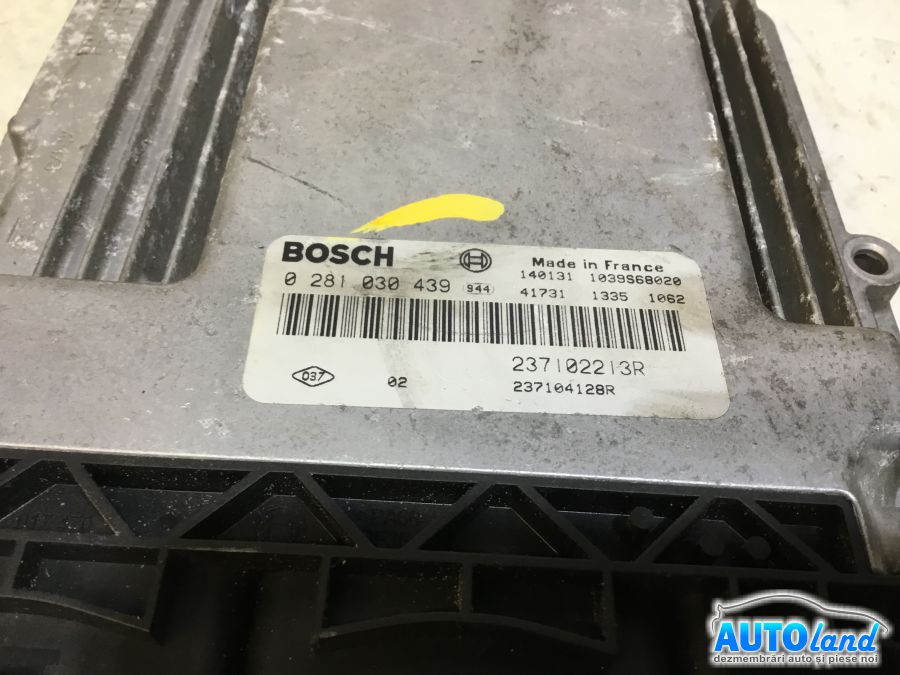 BOSCH
Made in France
0 281 030 439 944
140131 1039S68020
41731 1335 1062
237102213R
037 02
237104128R
AUTOland
dezmembrări auto și piese noi